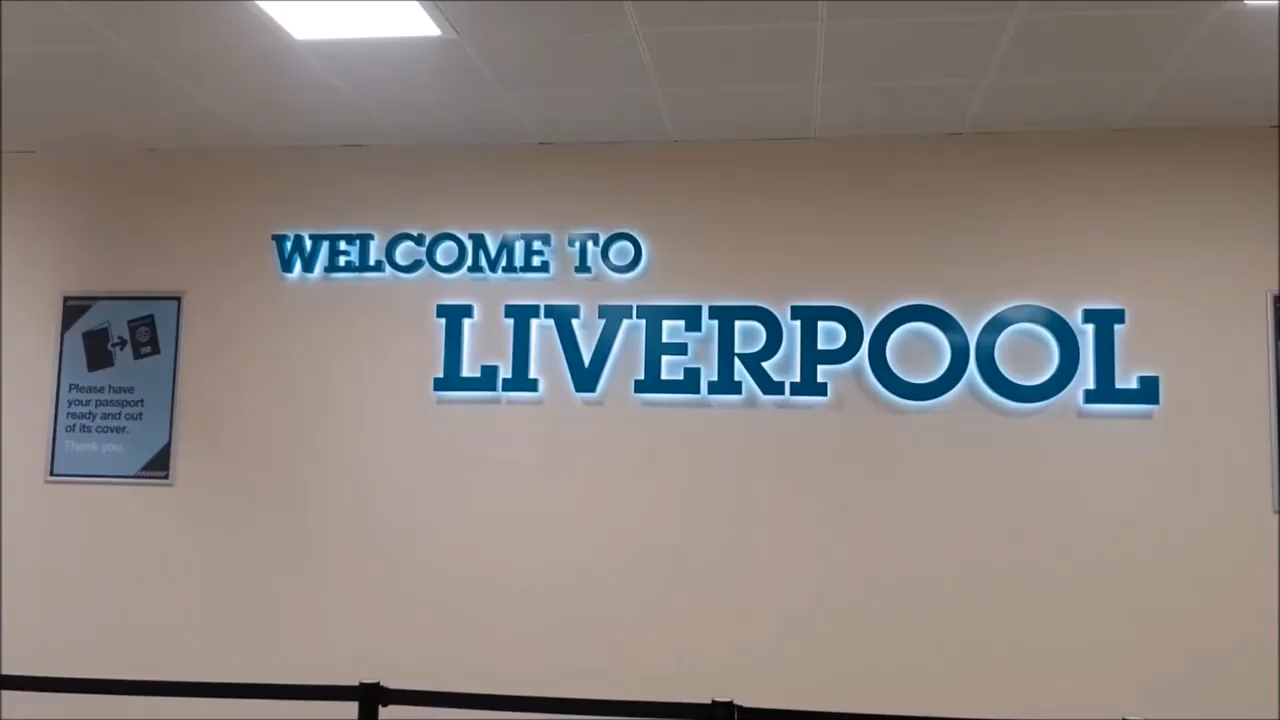 WELCOME TO
LIVERPOOL
Please have
your passport
ready and out
of its cover.
Thank you.